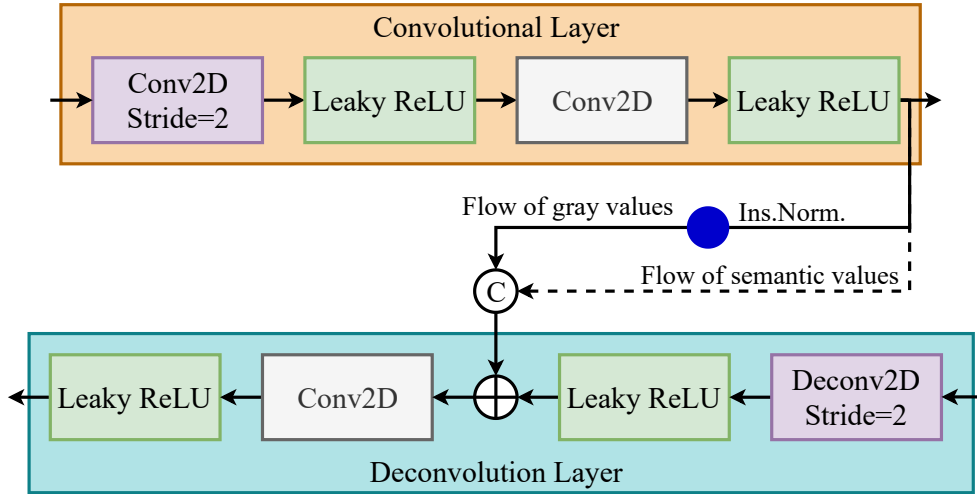 Convolutional Layer
Conv2D
Stride=2
Leaky ReLU
Conv2D
Leaky ReLU
Flow of gray values
Ins.Norm.
Flow of semantic values
C
Leaky ReLU
Conv2D
Leaky ReLU
Deconv2D
Stride=2
Deconvolution Layer